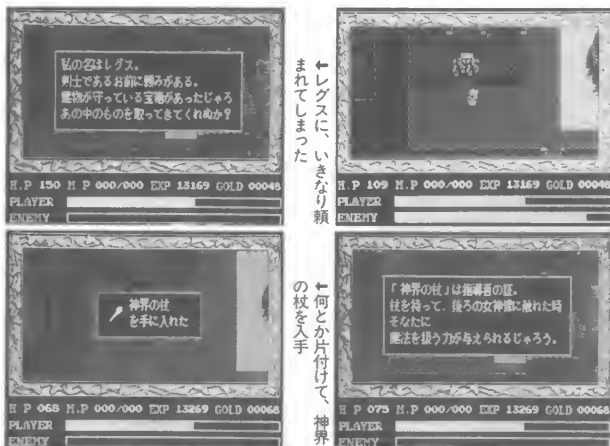 私の名はレグス。
剣士であるお前に頼みがある。
魔物が守っている宝箱があったじゃろ
あの中のものを取ってきてくれぬか?
H.P 150 M P 000/000 EXP 13169 GOLD 00048
PLAYER
ENEMY
←レグスに、いきなり頼
まれてしまった
H.P 109 M.P 000/000 EXP 13169 GOLD 00048
PLAYER
ENEMY
神界の杖
を手に入れた
H P 068 M.P 000/000 EXP 13269 GOLD 00068
PLAYER
ENEMY
←何とか片付けて、神界
の杖を入手
「神界の杖」は指導者の証。
杖を持って、後ろの女神像に触れた時
そなたに
魔法を扱う力が与えられるじゃろう。
H P 075 M.P 000/000 EXP 13269 GOLD 00068
PLAYER
ENEMY